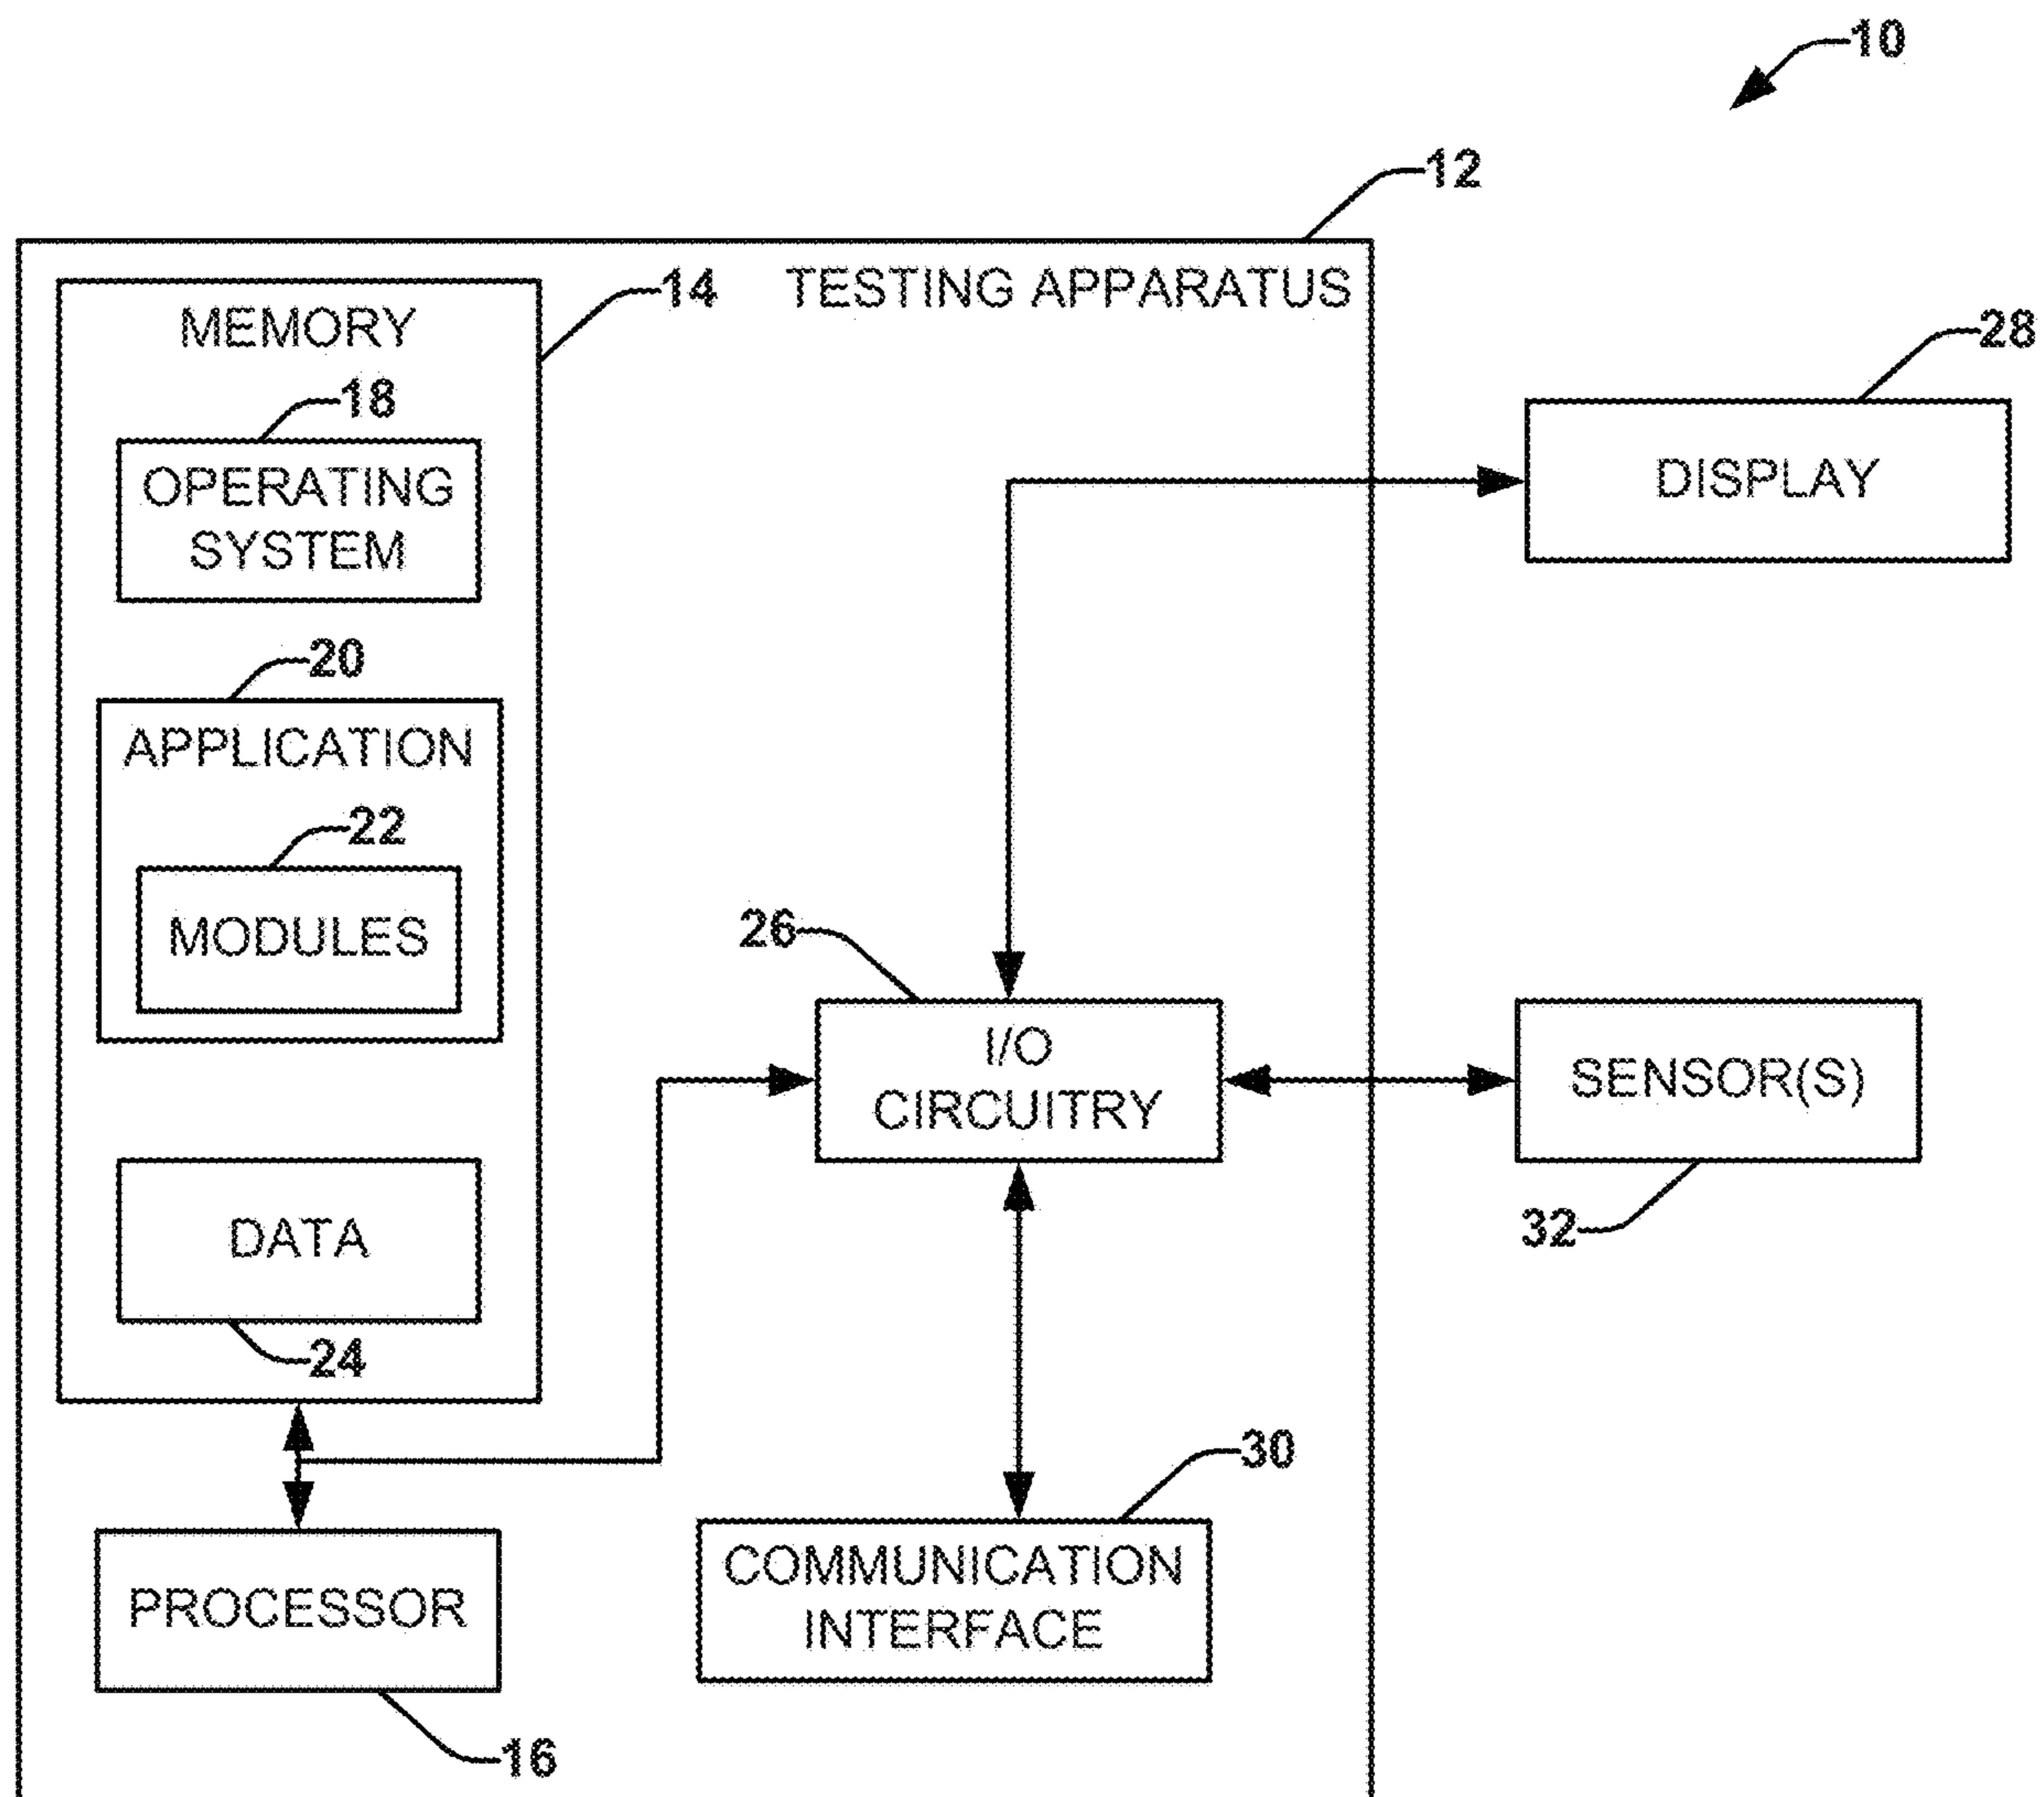 10
12
TESTING APPARATUS
14
MEMORY
28
18
OPERATING
SYSTEM
DISPLAY
20
APPLICATION
22
MODULES
26
I/O
CIRCUITRY
SENSOR(S)
32
DATA
24
30
COMMUNICATION
INTERFACE
PROCESSOR
16